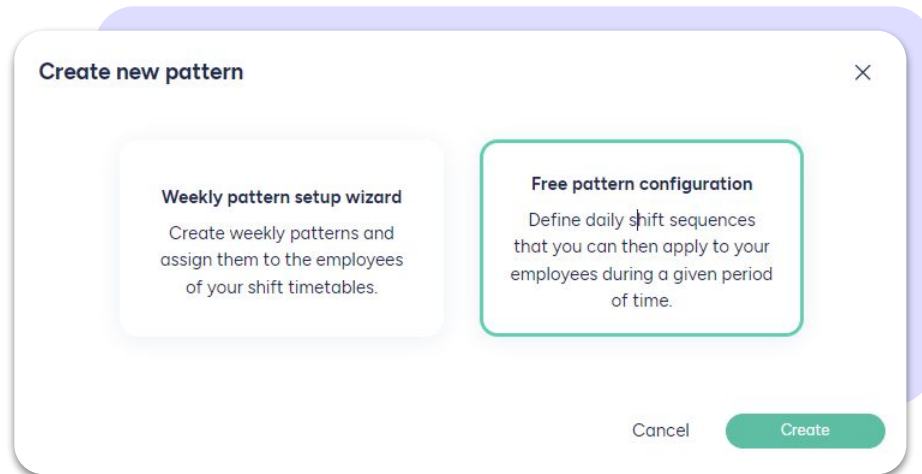 Create new pattern
Weekly pattern setup wizard
Create weekly patterns and
assign them to the employees
of your shift timetables.
Free pattern configuration
Define daily shift sequences
that you can then apply to your
employees during a given period
of time.
Cancel
Create